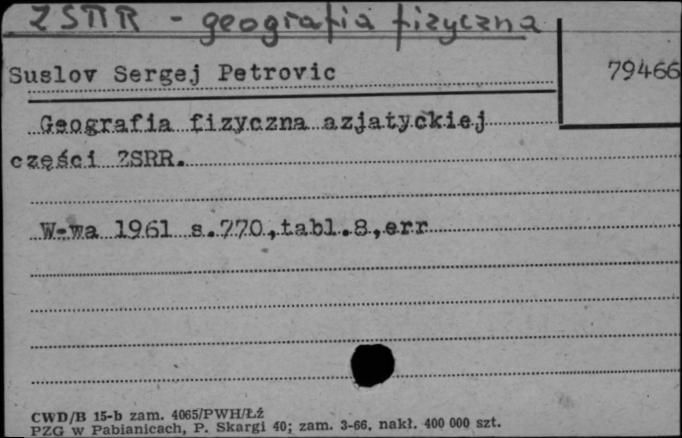 ZSRR - geografia fizyczna
Suslov Sergej Petrovic
79466
Geografia fizyczna azjatyckiej
części ZSRR.
W-wa 1961 s.770,tabl.8,err
CWD/B 15-b zam. 4065/PWH/Łź
PZG w Pabianicach, P. Skargi 40; zam. 3-66. nakł. 400 000 szt.